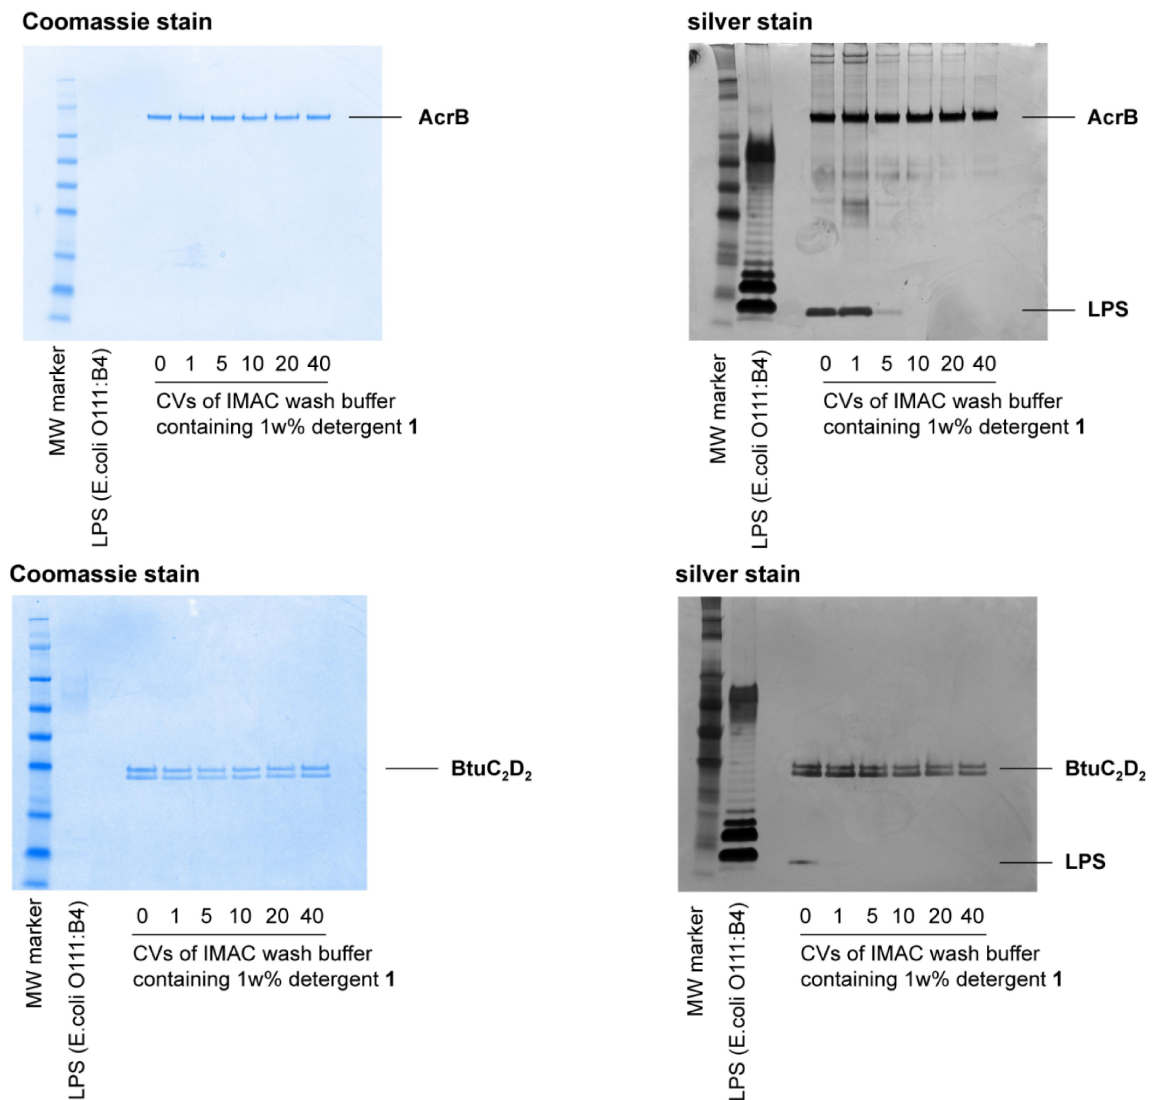 Coomassie stain
AcrB
MW marker
LPS (E.coli O111:B4)
0 1 5 10 20 40
CVs of IMAC wash buffer
containing 1w% detergent 1
silver stain
AcrB
LPS
MW marker
LPS (E.coli O111:B4)
0 1 5 10 20 40
CVs of IMAC wash buffer
containing 1w% detergent 1
Coomassie stain
BtuC₂D₂
MW marker
LPS (E.coli O111:B4)
0 1 5 10 20 40
CVs of IMAC wash buffer
containing 1w% detergent 1
silver stain
BtuC₂D₂
LPS
MW marker
LPS (E.coli O111:B4)
0 1 5 10 20 40
CVs of IMAC wash buffer
containing 1w% detergent 1